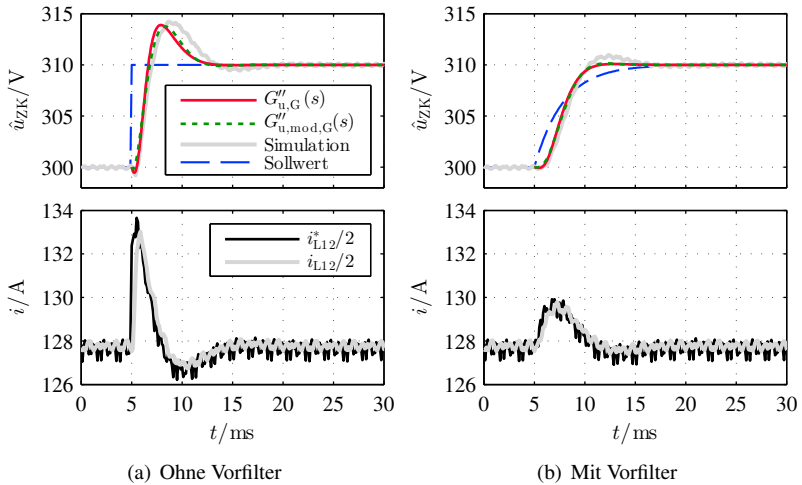 315
310
305
300
û_ZK/V
G″_u,G(s)
G″_u,mod,G(s)
Simulation
Sollwert
134
132
130
128
126
i/A
i*_L12/2
i_L12/2
0 5 10 15 20 25 30
t/ms
(a) Ohne Vorfilter
315
310
305
300
û_ZK/V
134
132
130
128
126
i/A
0 5 10 15 20 25 30
t/ms
(b) Mit Vorfilter